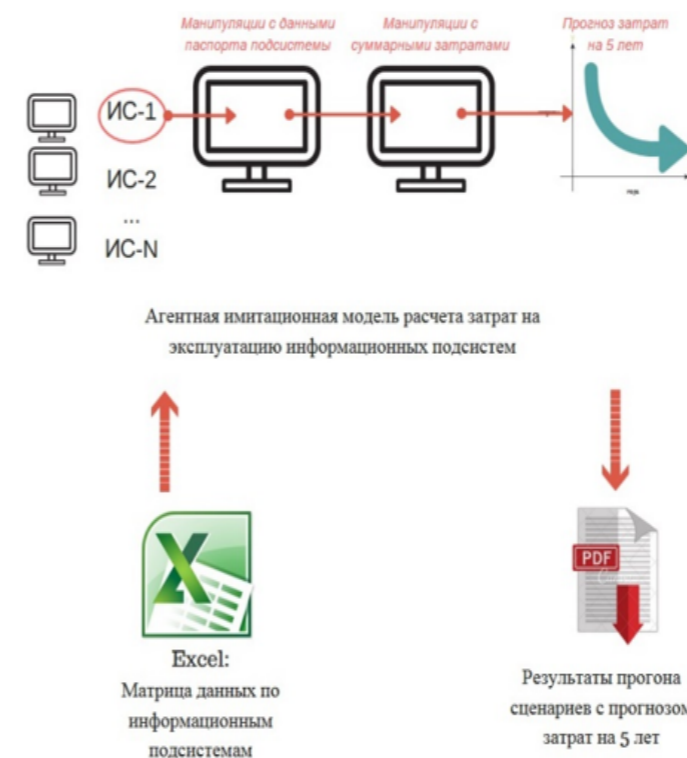 Манипуляции с данными
паспорта подсистемы
Манипуляции с
суммарными затратами
Прогноз затрат
на 5 лет
ИС-1
ИС-2
...
ИС-N
Агентная имитационная модель расчета затрат на
эксплуатацию информационных подсистем
PDF
Excel:
Матрица данных по
информационным
подсистемам
Результаты прогона
сценариев с прогнозом
затрат на 5 лет